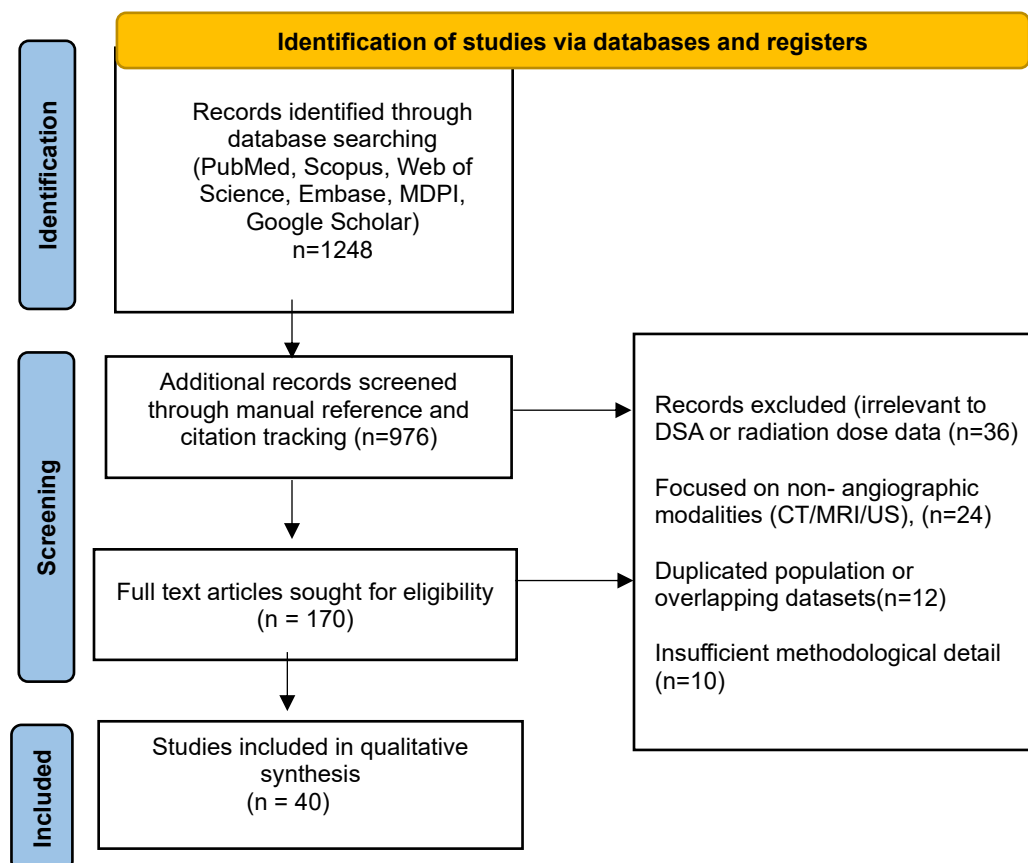 Identification of studies via databases and registers
Identification
Records identified through
database searching
(PubMed, Scopus, Web of
Science, Embase, MDPI,
Google Scholar)
n=1248
Screening
Additional records screened
through manual reference and
citation tracking (n=976)
Full text articles sought for eligibility
(n = 170)
Records excluded (irrelevant to
DSA or radiation dose data (n=36)
Focused on non- angiographic
modalities (CT/MRI/US), (n=24)
Duplicated population or
overlapping datasets(n=12)
Insufficient methodological detail
(n=10)
Included
Studies included in qualitative
synthesis
(n = 40)